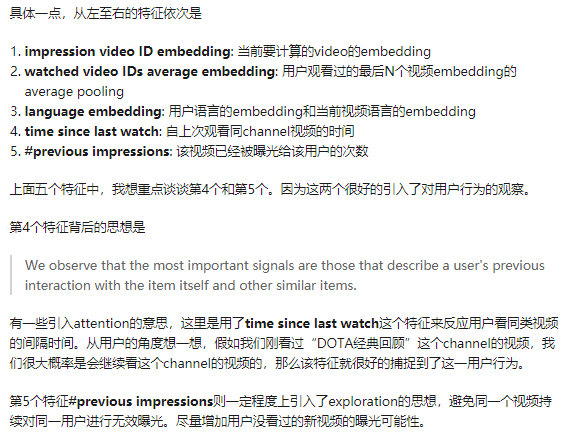 具体一点，从左至右的特征依次是
1. impression video ID embedding: 当前要计算的video的embedding
2. watched video IDs average embedding: 用户观看过的最后N个视频embedding的
average pooling
3. language embedding: 用户语言的embedding和当前视频语言的embedding
4. time since last watch: 自上次观看同channel视频的时间
5. #previous impressions: 该视频已经被曝光给该用户的次数
上面五个特征中，我想重点谈谈第4个和第5个。因为这两个很好的引入了对用户行为的观察。
第4个特征背后的思想是
We observe that the most important signals are those that describe a user's previous
interaction with the item itself and other similar items.
有一些引入attention的意思，这里是用了time since last watch这个特征来反应用户看同类视频
的间隔时间。从用户的角度想一想，假如我们刚看过“DOTA经典回顾”这个channel的视频，我
们很大概率是会继续看这个channel的视频的，那么该特征就很好的捕捉到了这一用户行为。
第5个特征#previous impressions则一定程度上引入了exploration的思想，避免同一个视频持
续对同一用户进行无效曝光。尽量增加用户没看过的新视频的曝光可能性。